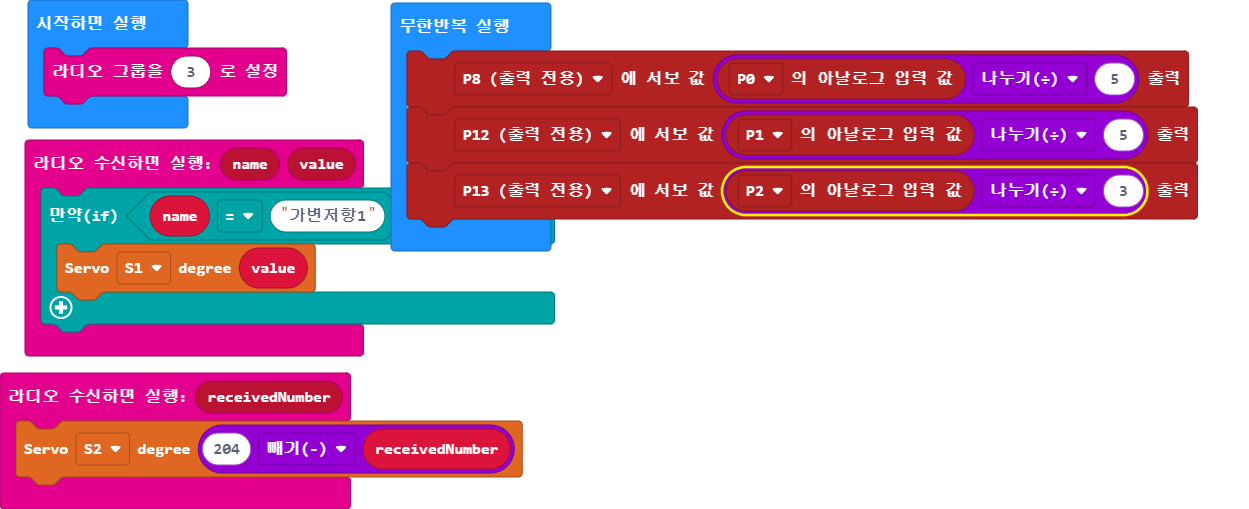 시작하면 실행
라디오 그룹을 3 로 설정
무한반복 실행
P8 (출력 전용) 에 서보 값 P0 의 아날로그 입력 값 나누기(÷) 5 출력
P12 (출력 전용) 에 서보 값 P1 의 아날로그 입력 값 나누기(÷) 5 출력
P13 (출력 전용) 에 서보 값 P2 의 아날로그 입력 값 나누기(÷) 3 출력
라디오 수신하면 실행: name value
만약(if) name = "가변저항1"
Servo S1 degree value
라디오 수신하면 실행: receivedNumber
Servo S2 degree 204 빼기(-) receivedNumber